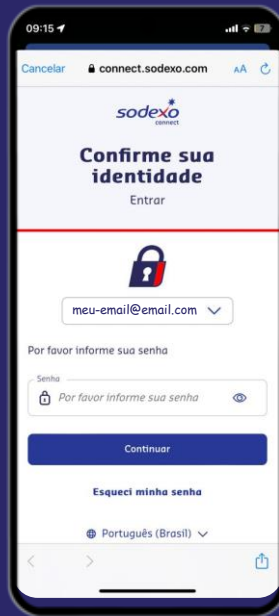 09:15
Cancelar connect.sodexo.com AA
sodexo
connect
Confirme sua
identidade
Entrar
meu-email@email.com
Por favor informe sua senha
Senha
Por favor informe sua senha
Continuar
Esqueci minha senha
Português (Brasil)